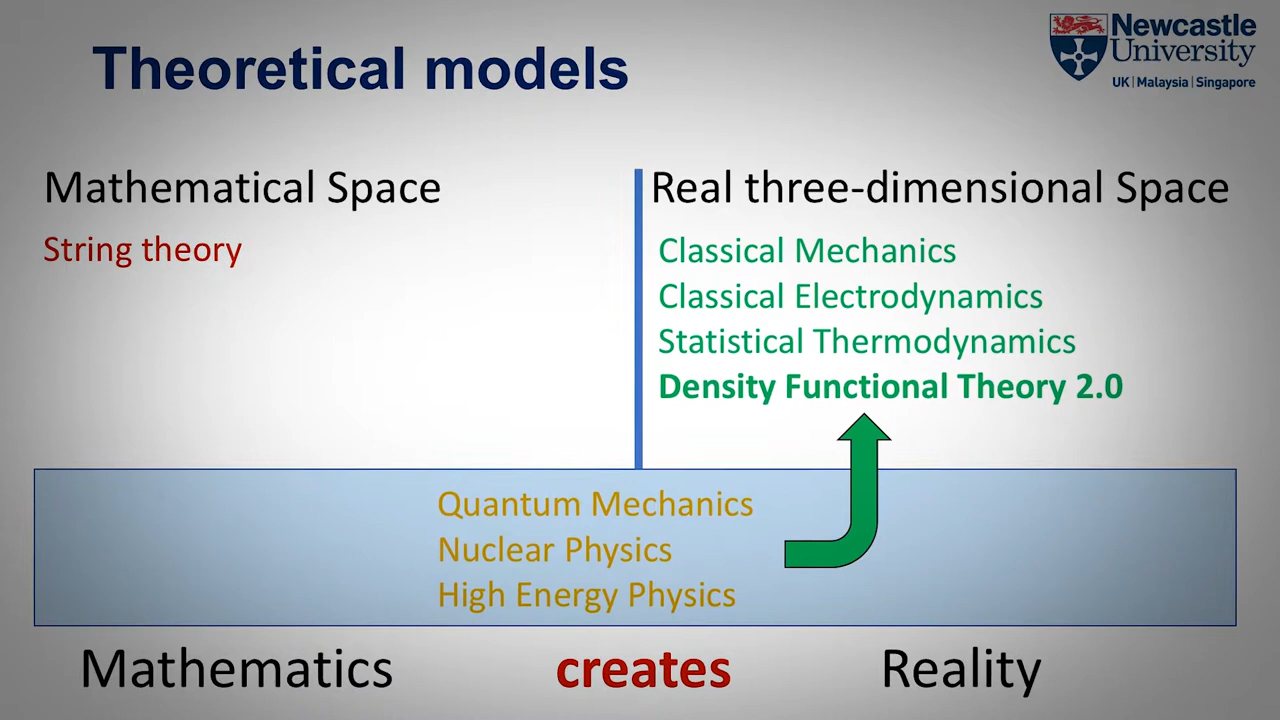 Theoretical models
Newcastle
University
UK | Malaysia | Singapore
Mathematical Space
String theory
Real three-dimensional Space
Classical Mechanics
Classical Electrodynamics
Statistical Thermodynamics
Density Functional Theory 2.0
Quantum Mechanics
Nuclear Physics
High Energy Physics
Mathematics creates Reality